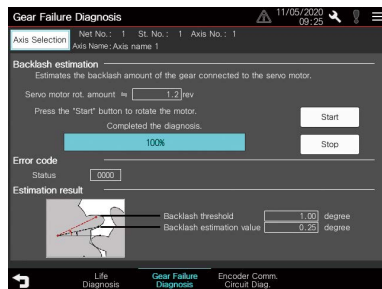 Gear Failure Diagnosis
11/05/2020
09:25
Axis Selection
Net No.: 1 St. No.: 1 Axis No.: 1
Axis Name: Axis name 1
Backlash estimation
Estimates the backlash amount of the gear connected to the servo motor.
Servo motor rot. amount ≒ 1.2 rev
Press the "Start" button to rotate the motor.
Start
Completed the diagnosis.
100%
Stop
Error code
Status 0000
Estimation result
Backlash threshold 1.00 degree
Backlash estimation value 0.25 degree
Life
Diagnosis
Gear Failure
Diagnosis
Encoder Comm.
Circuit Diag.